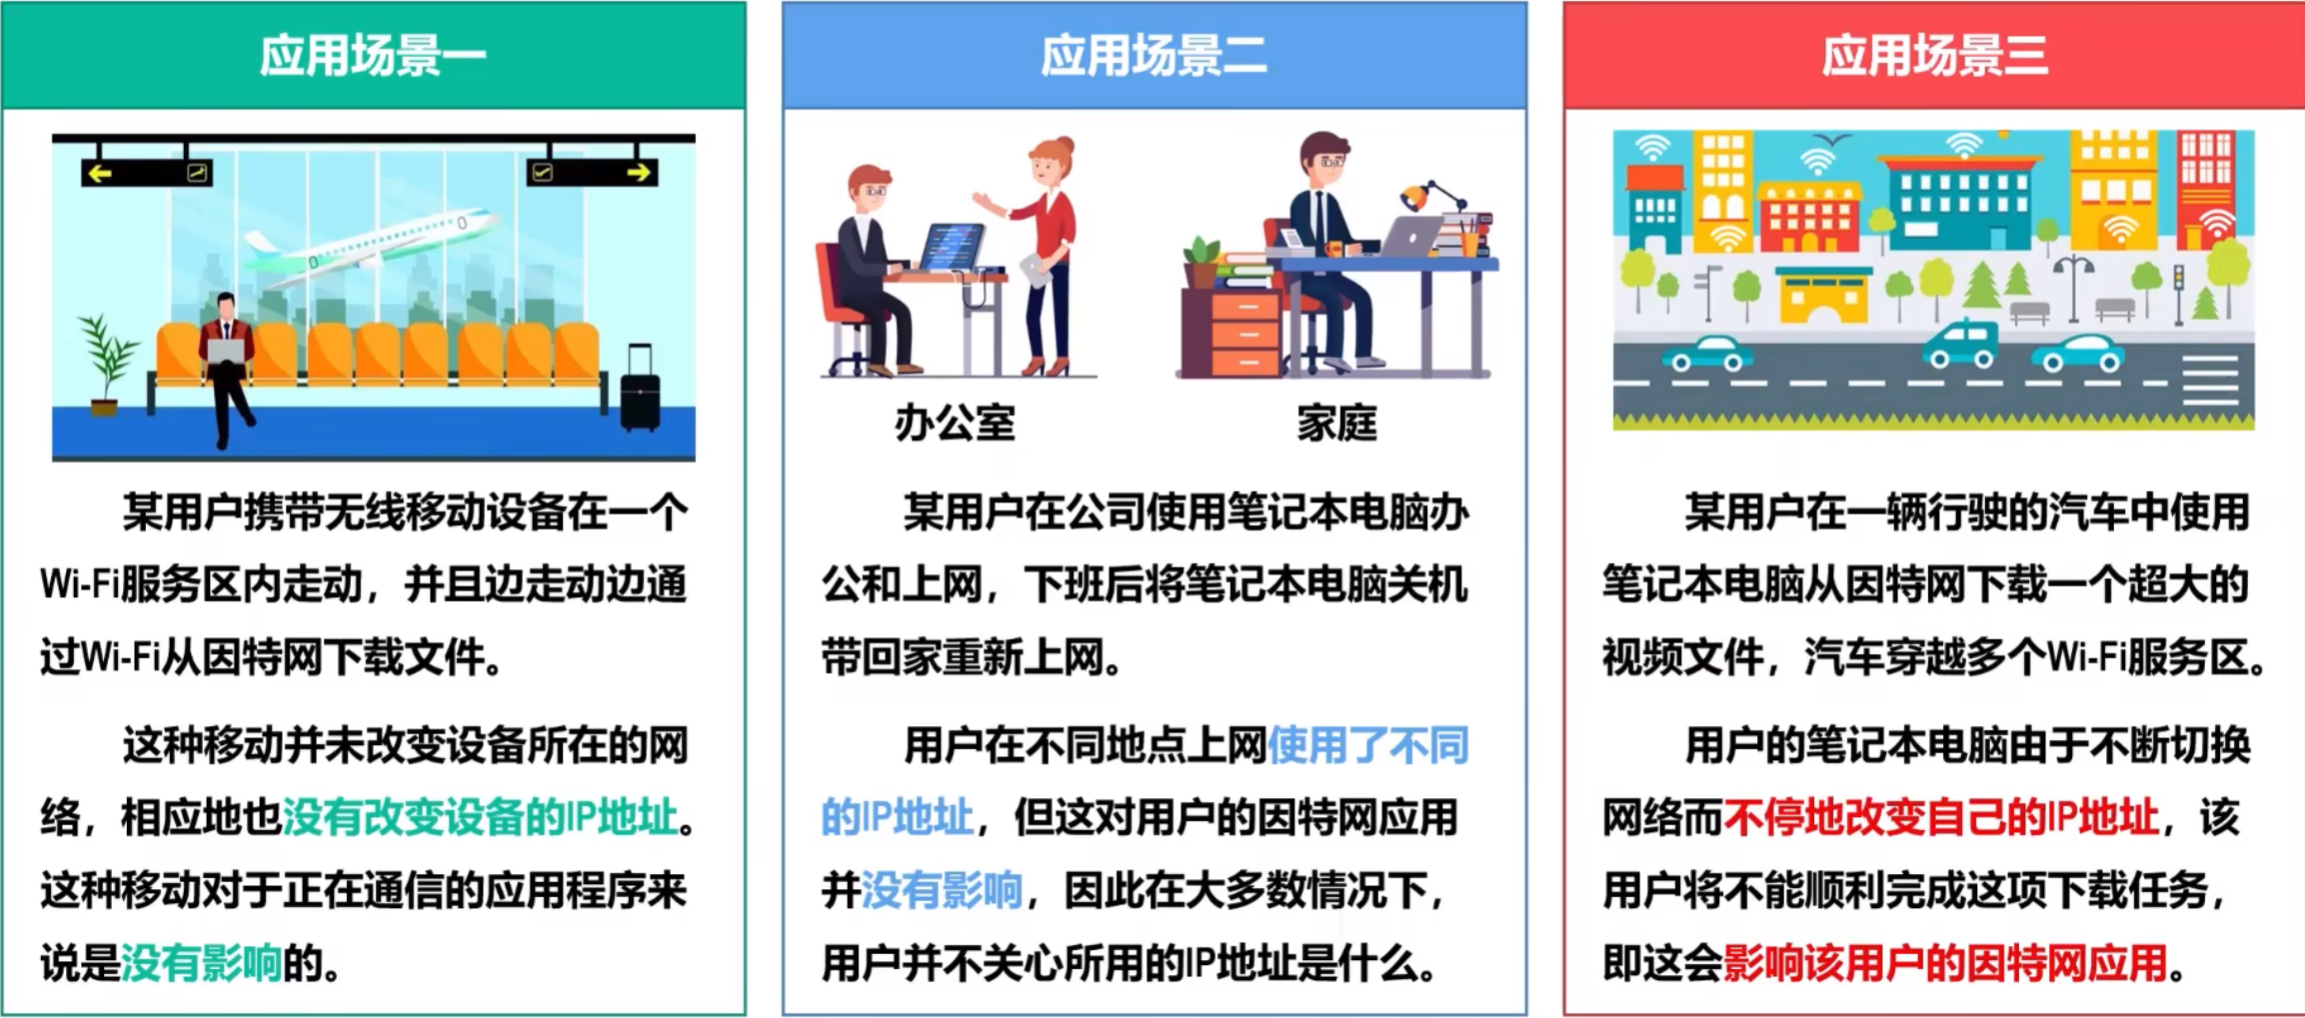 应用场景一
某用户携带无线移动设备在一个
Wi-Fi服务区内走动，并且边走动边通
过Wi-Fi从因特网下载文件。
这种移动并未改变设备所在的网
络，相应地也没有改变设备的IP地址。
这种移动对于正在通信的应用程序来
说是没有影响的。
应用场景二
办公室
家庭
某用户在公司使用笔记本电脑办
公和上网，下班后将笔记本电脑关机
带回家重新上网。
用户在不同地点上网使用了不同
的IP地址，但这对用户的因特网应用
并没有影响，因此在大多数情况下，
用户并不关心所用的IP地址是什么。
应用场景三
某用户在一辆行驶的汽车中使用
笔记本电脑从因特网下载一个超大的
视频文件，汽车穿越多个Wi-Fi服务区。
用户的笔记本电脑由于不断切换
网络而不停地改变自己的IP地址，该
用户将不能顺利完成这项下载任务，
即这会影响该用户的因特网应用。